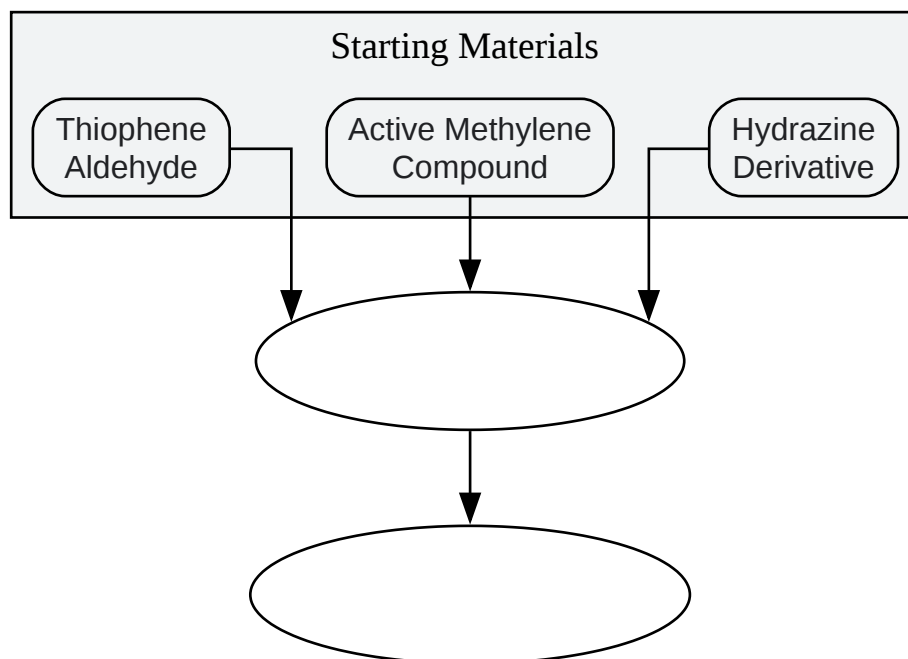 Starting Materials
Thiophene
Aldehyde
Active Methylene
Compound
Hydrazine
Derivative